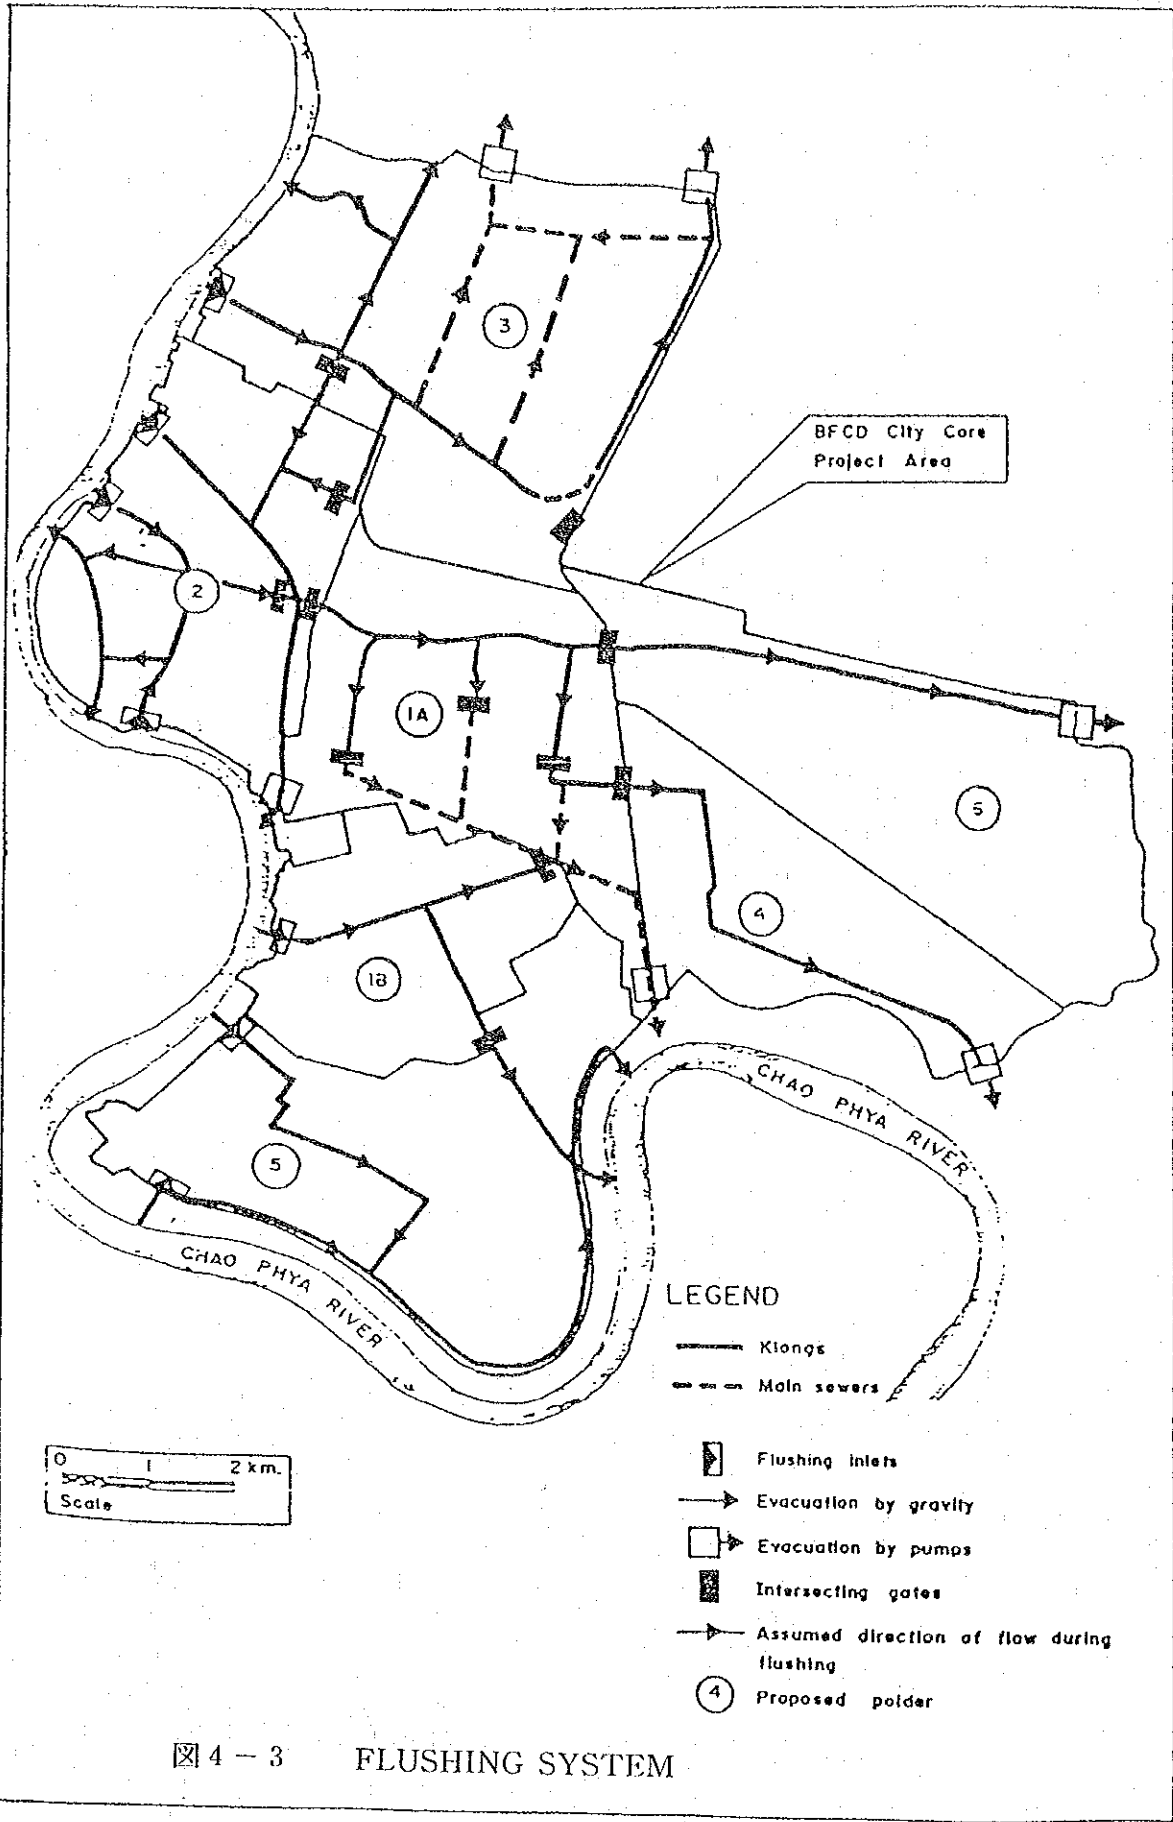 3
BFCD City Core
Project Area
2
1A
5
4
1B
CHAO PHYA RIVER
5
CHAO PHYA RIVER
LEGEND
Klongs
Main sewers
0 1 2 km.
Scale
Flushing inlets
Evacuation by gravity
Evacuation by pumps
Intersecting gates
Assumed direction of flow during
flushing
4 Proposed polder
図4-3 FLUSHING SYSTEM